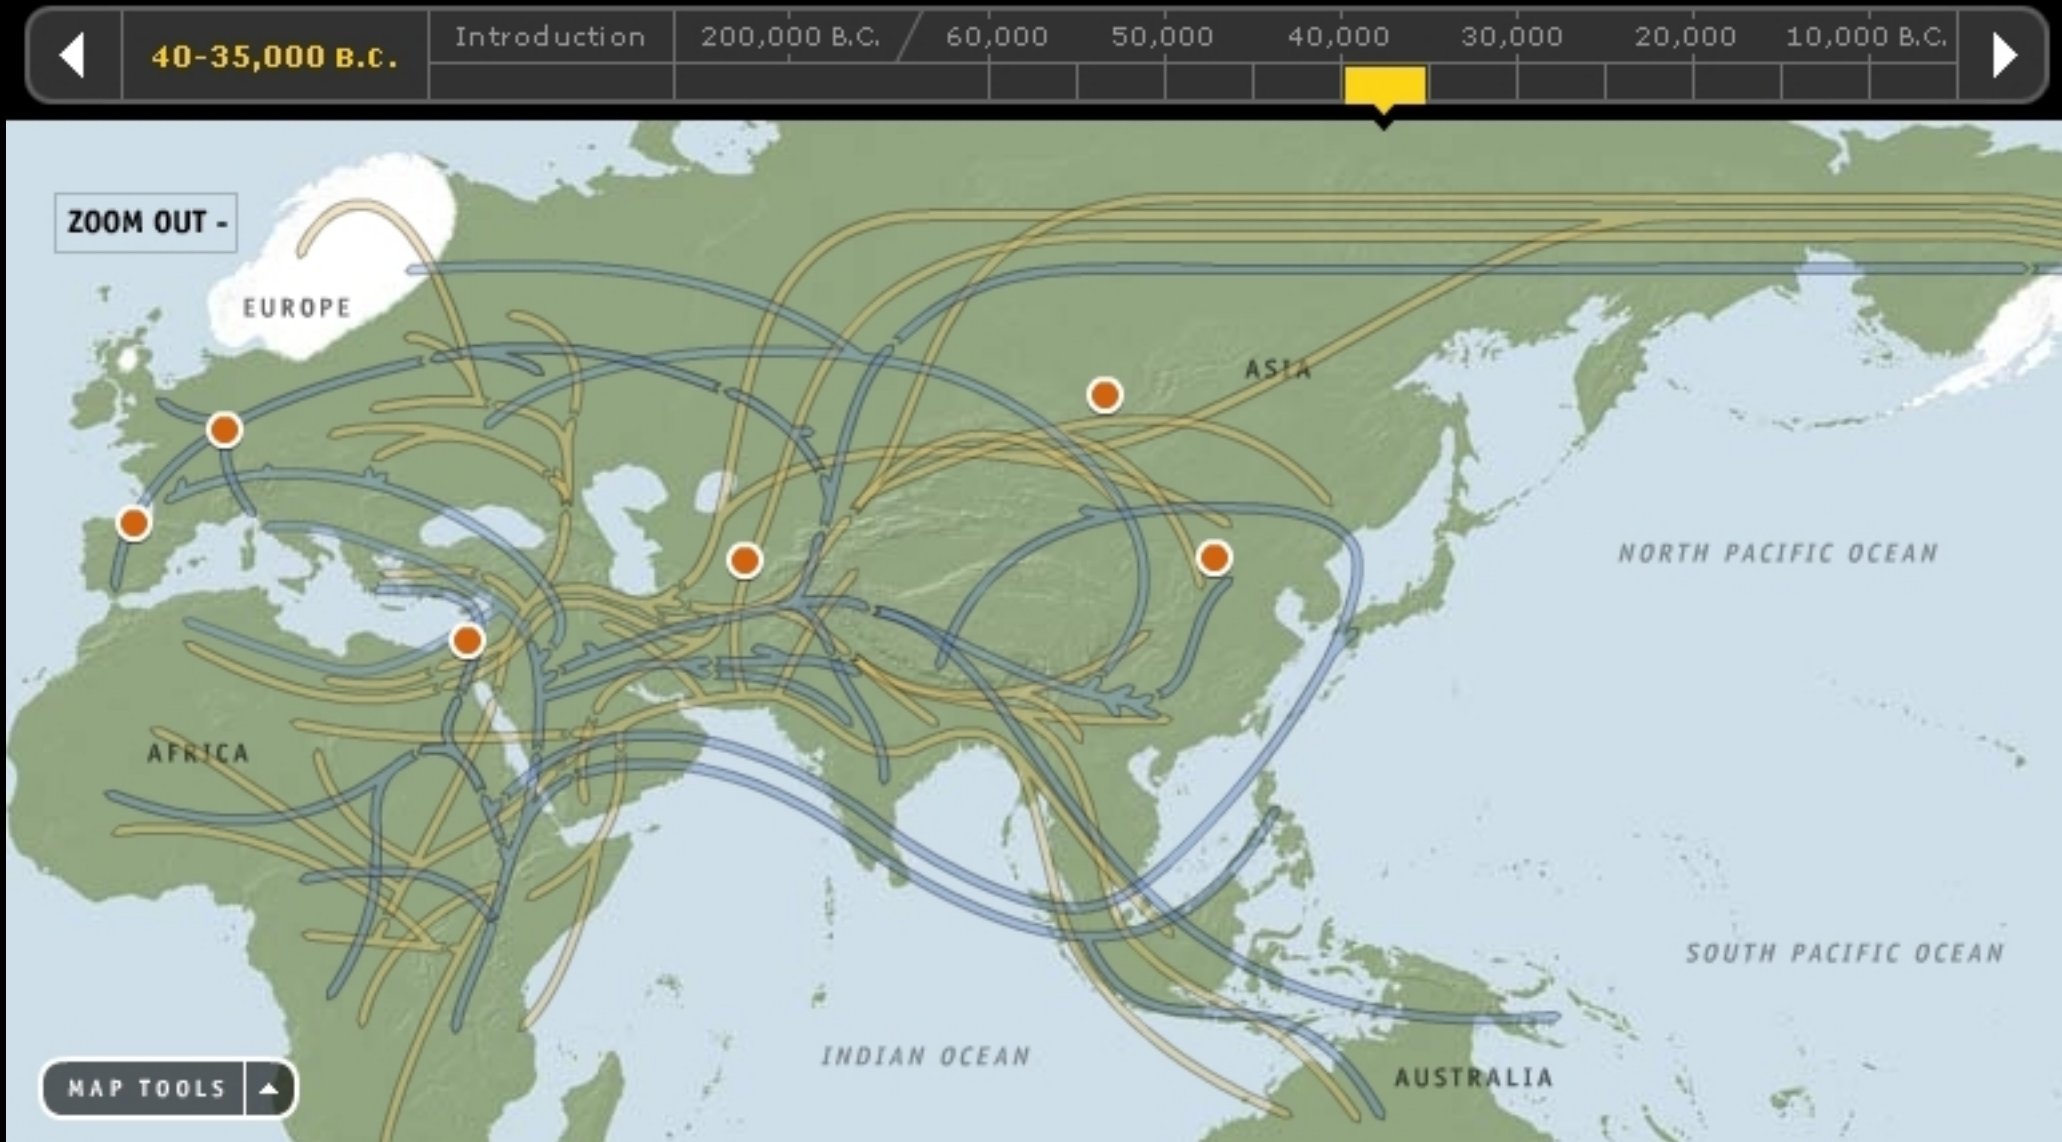 40-35,000 B.C.
Introduction
200,000 B.C.
60,000
50,000
40,000
30,000
20,000
10,000 B.C.
ZOOM OUT -
EUROPE
ASIA
NORTH PACIFIC OCEAN
AFRICA
SOUTH PACIFIC OCEAN
INDIAN OCEAN
AUSTRALIA
MAP TOOLS